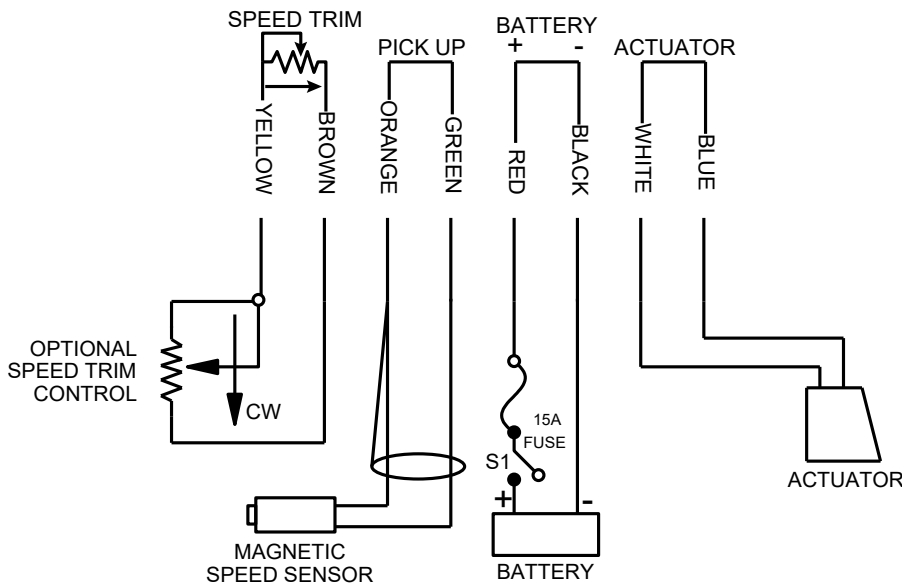 SPEED TRIM
PICK UP
BATTERY
+ -
ACTUATOR
YELLOW
BROWN
ORANGE
GREEN
RED
BLACK
WHITE
BLUE
OPTIONAL
SPEED TRIM
CONTROL
CW
15A
FUSE
S1
+ -
MAGNETIC
SPEED SENSOR
BATTERY
ACTUATOR